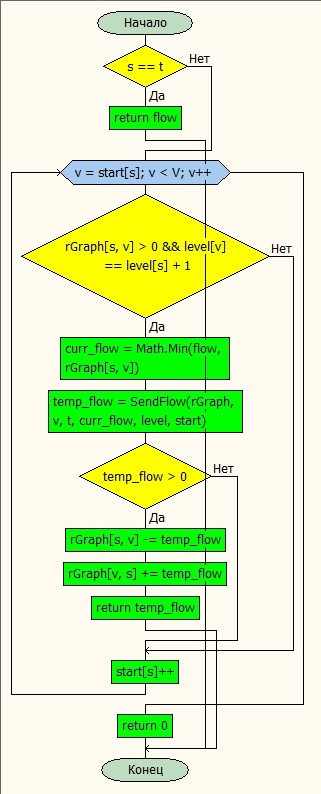 Начало
s == t
Нет
Да
return flow
v = start[s]; v < V; v++
rGraph[s, v] > 0 && level[v]
== level[s] + 1
Нет
Да
curr_flow = Math.Min(flow,
rGraph[s, v])
temp_flow = SendFlow(rGraph,
v, t, curr_flow, level, start)
temp_flow > 0
Нет
Да
rGraph[s, v] -= temp_flow
rGraph[v, s] += temp_flow
return temp_flow
start[s]++
return 0
Конец